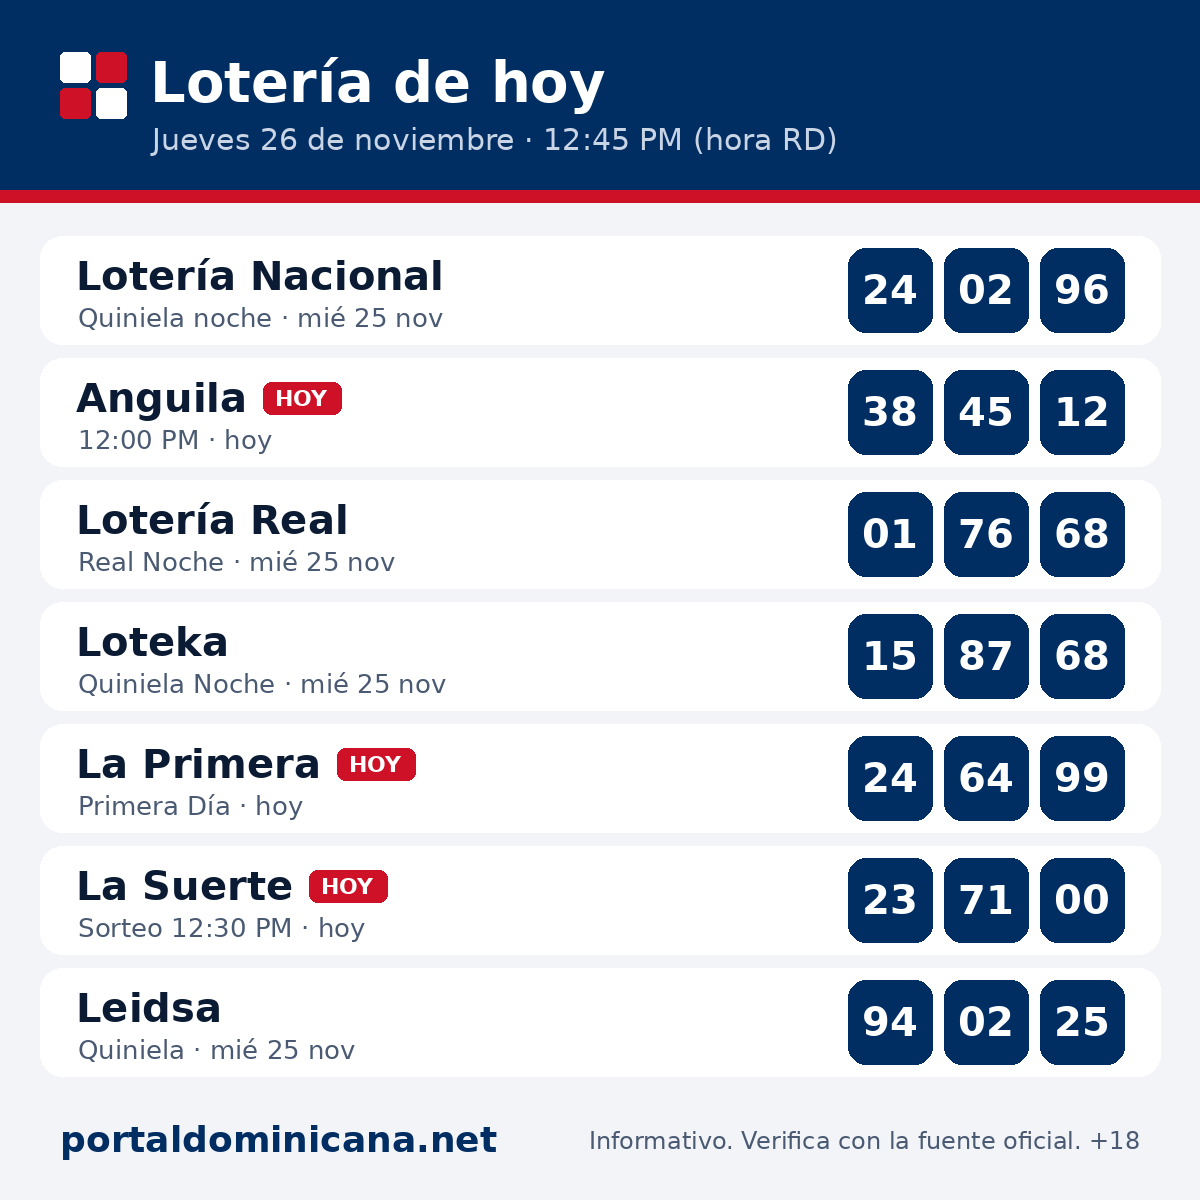 Lotería de hoy
Jueves 26 de noviembre · 12:45 PM (hora RD)
Lotería Nacional
Quiniela noche · mié 25 nov
24 02 96
Anguila HOY
12:00 PM · hoy
38 45 12
Lotería Real
Real Noche · mié 25 nov
01 76 68
Loteka
Quiniela Noche · mié 25 nov
15 87 68
La Primera HOY
Primera Día · hoy
24 64 99
La Suerte HOY
Sorteo 12:30 PM · hoy
23 71 00
Leidsa
Quiniela · mié 25 nov
94 02 25
portaldominicana.net
Informativo. Verifica con la fuente oficial. +18